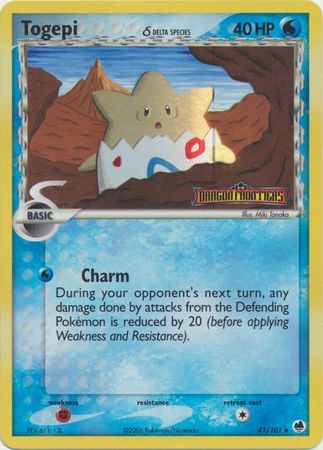 Togepi δ DELTA SPECIES 40 HP
DRAGON FRONTIERS
Illus. Miki Tanaka
δ
BASIC
Charm
During your opponent's next turn, any
damage done by attacks from the Defending
Pokémon is reduced by 20 (before applying
Weakness and Resistance).
weakness resistance retreat cost
©2006 Pokémon/Nintendo 41/101